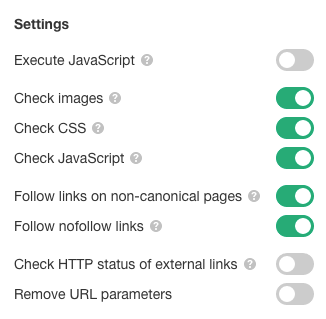 Settings
Execute JavaScript ?
Check images ?
Check CSS ?
Check JavaScript ?
Follow links on non-canonical pages ?
Follow nofollow links ?
Check HTTP status of external links ?
Remove URL parameters